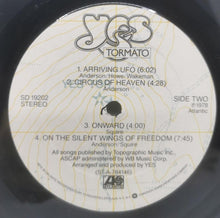 YES
TORMATO
1. ARRIVING UFO (6:02)
Anderson/Howe/Wakeman
2. CIRCUS OF HEAVEN (4:28)
Anderson
SD 19202
STEREO
SIDE TWO
℗1978
Atlantic
3. ONWARD (4:00)
Squire
4. ON THE SILENT WINGS OF FREEDOM (7:45)
Anderson/Squire
All songs published by Topographic Music Inc.
ASCAP administered by WB Music Corp.
Arranged and produced by YES
(ST-A-784146)